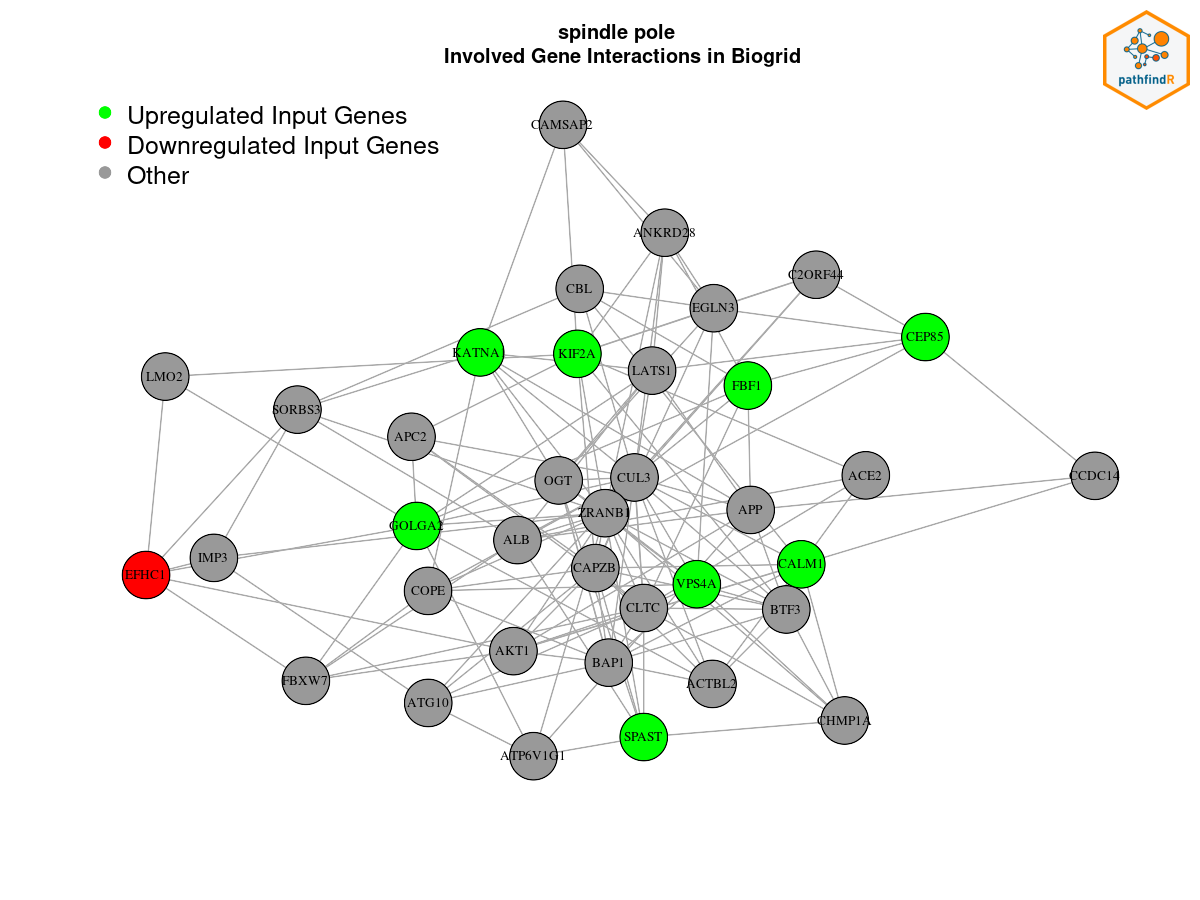 spindle pole
Involved Gene Interactions in Biogrid
pathfindR
Upregulated Input Genes
Downregulated Input Genes
Other
CAMSAP2
ANKRD28
C2ORF44
CBL
EGLN3
CEP85
KATNA
KIF2A
LATS1
FBF1
LMO2
SORBS3
APC2
OGT
CUL3
ACE2
CCDC14
ZRANB1
APP
GOLGA2
ALB
IMP3
EFHC1
CAPZB
CALM1
VPS4A
COPE
CLTC
BTF3
AKT1
BAP1
FBXW7
ACTBL2
ATG10
CHMP1A
SPAST
ATP6V1G1